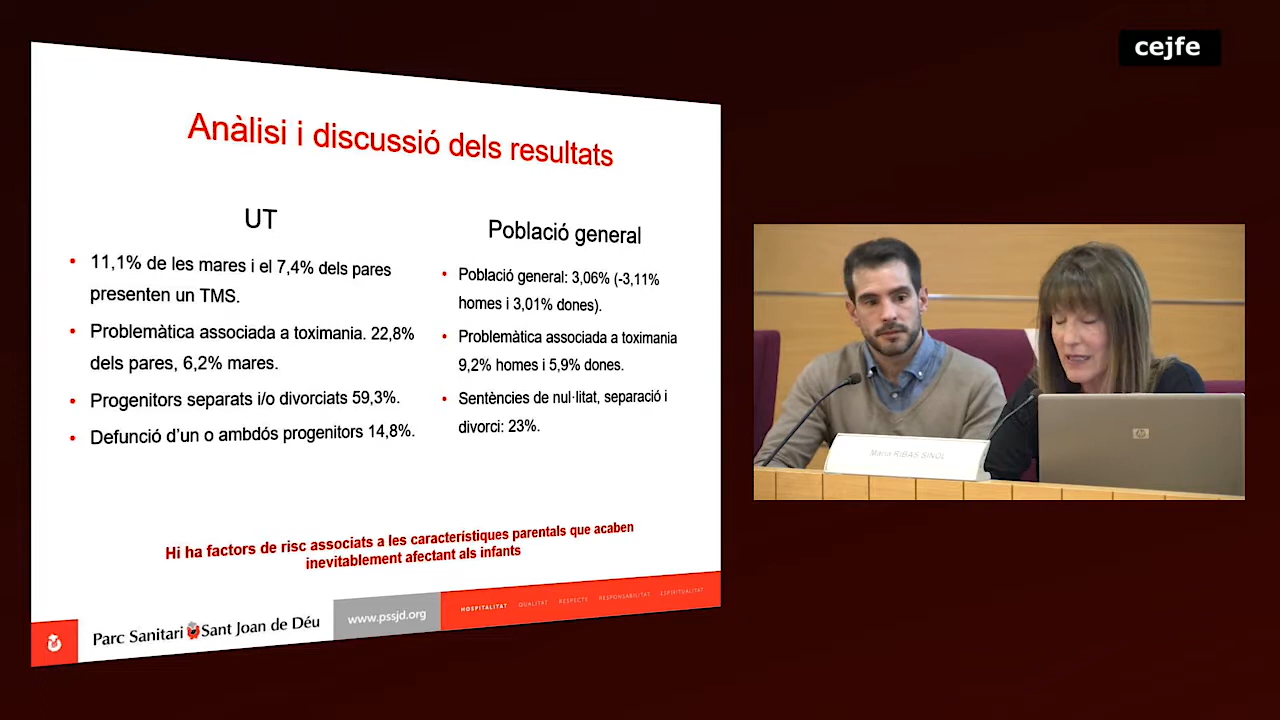 cejfe
Anàlisi i discussió dels resultats
UT
• 11,1% de les mares i el 7,4% dels pares
presenten un TMS.
• Problemàtica associada a toximania. 22,8%
dels pares, 6,2% mares.
• Progenitors separats i/o divorciats 59,3%.
• Defunció d'un o ambdós progenitors 14,8%.
Població general
• Població general: 3,06% (-3,11%
homes i 3,01% dones).
• Problemàtica associada a toximania
9,2% homes i 5,9% dones.
• Sentències de nul·litat, separació i
divorci: 23%.
Hi ha factors de risc associats a les característiques parentals que acaben
inevitablement afectant als infants
Parc Sanitari Sant Joan de Déu
www.pssjd.org
HOSPITALITAT QUALITAT RESPECTE RESPONSABILITAT ESPIRITUALITAT
Maria RIBAS SIÑOL
hp